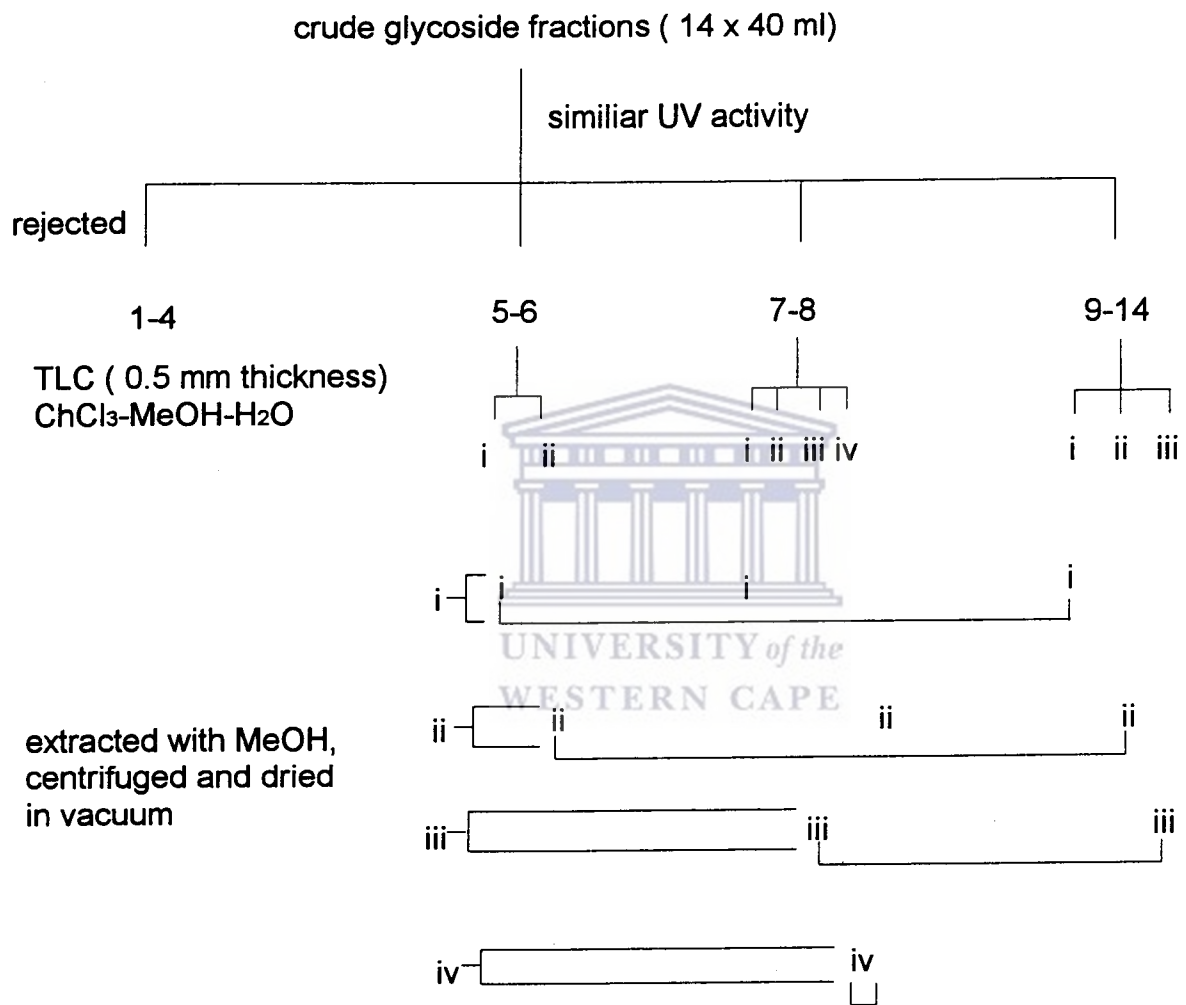 crude glycoside fractions ( 14 x 40 ml)
similiar UV activity
rejected
1-4 5-6 7-8 9-14
TLC ( 0.5 mm thickness)
ChCl3-MeOH-H2O
i ii i ii iii iv i ii iii
i i i i
UNIVERSITY of the
WESTERN CAPE
ii ii ii ii
extracted with MeOH,
centrifuged and dried
in vacuum
iii iii iii
iv iv